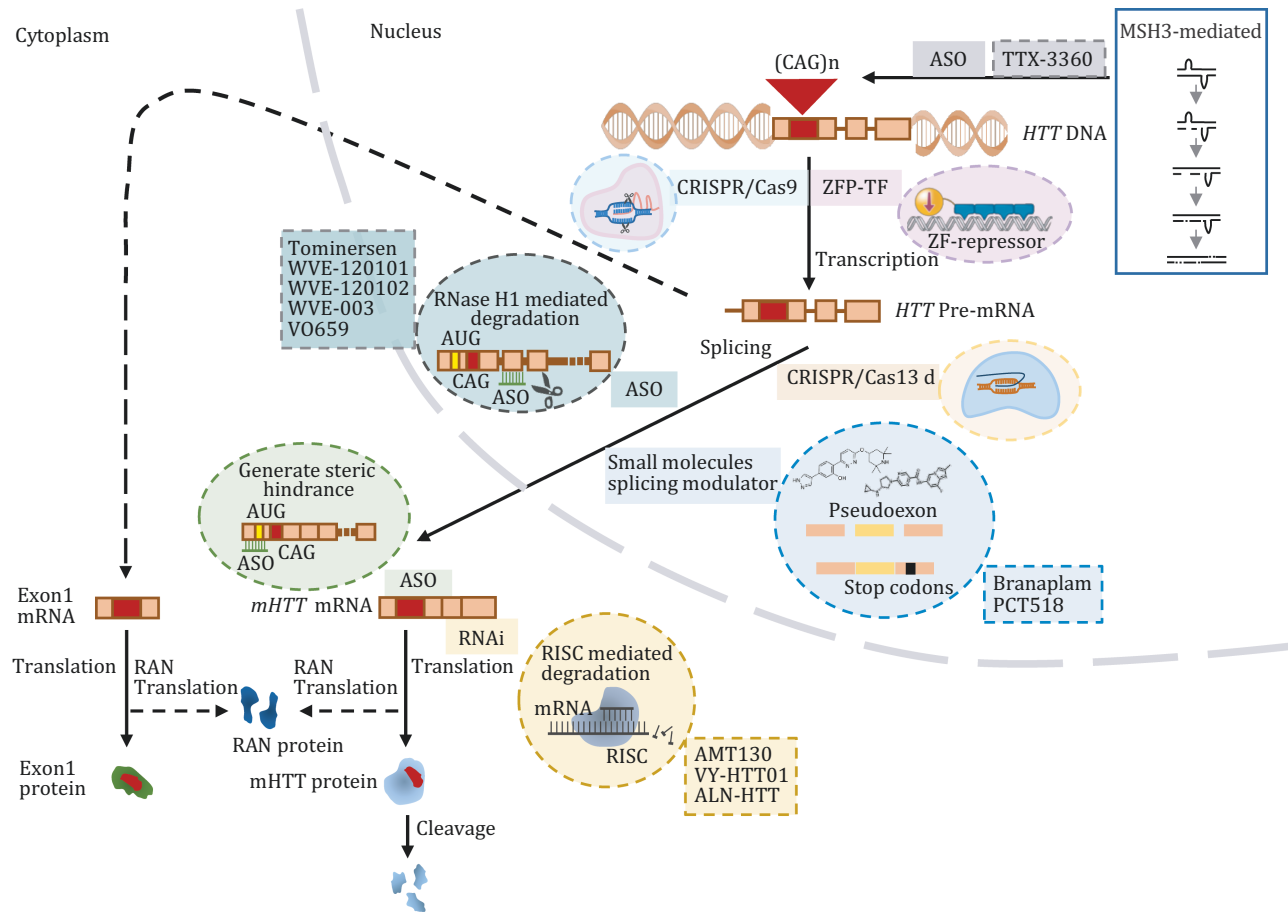 Cytoplasm
Nucleus
MSH3-mediated
ASO
TTX-3360
(CAG)n
HTT DNA
CRISPR/Cas9
ZFP-TF
ZF-repressor
Transcription
Tominersen
WVE-120101
WVE-120102
WVE-003
VO659
RNase H1 mediated
degradation
AUG
CAG
ASO
ASO
HTT Pre-mRNA
Splicing
CRISPR/Cas13 d
Small molecules
splicing modulator
HN
N
N
N
O
NH
OH
Pseudoexon
Stop codons
Branaplam
PCT518
Generate steric
hindrance
AUG
CAG
ASO
ASO
Exon1
mRNA
mHTT mRNA
RNAi
Translation
RAN
Translation
RAN
Translation
Translation
RAN protein
RISC mediated
degradation
mRNA
RISC
AMT130
VY-HTT01
ALN-HTT
Exon1
protein
mHTT protein
Cleavage